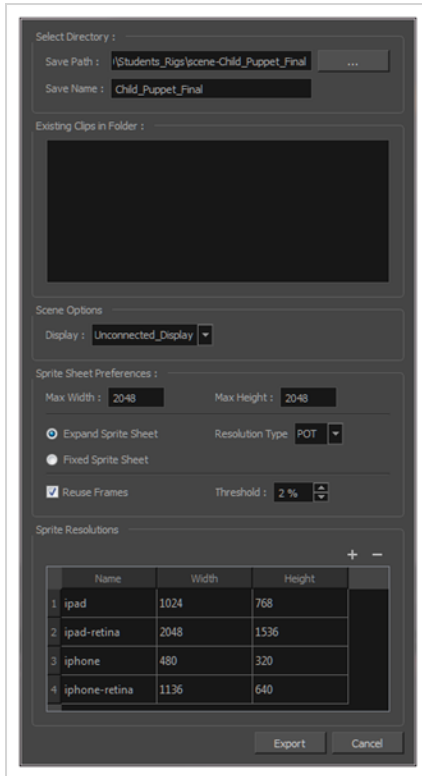 Select Directory :
Save Path : \Students_Rigs\scene-Child_Puppet_Final ...
Save Name : Child_Puppet_Final
Existing Clips in Folder :
Scene Options
Display : Unconnected_Display
Sprite Sheet Preferences :
Max Width : 2048 Max Height : 2048
Expand Sprite Sheet Resolution Type POT
Fixed Sprite Sheet
Reuse Frames Threshold : 2 %
Sprite Resolutions
+ −
Name Width Height
1 ipad 1024 768
2 ipad-retina 2048 1536
3 iphone 480 320
4 iphone-retina 1136 640
Export Cancel